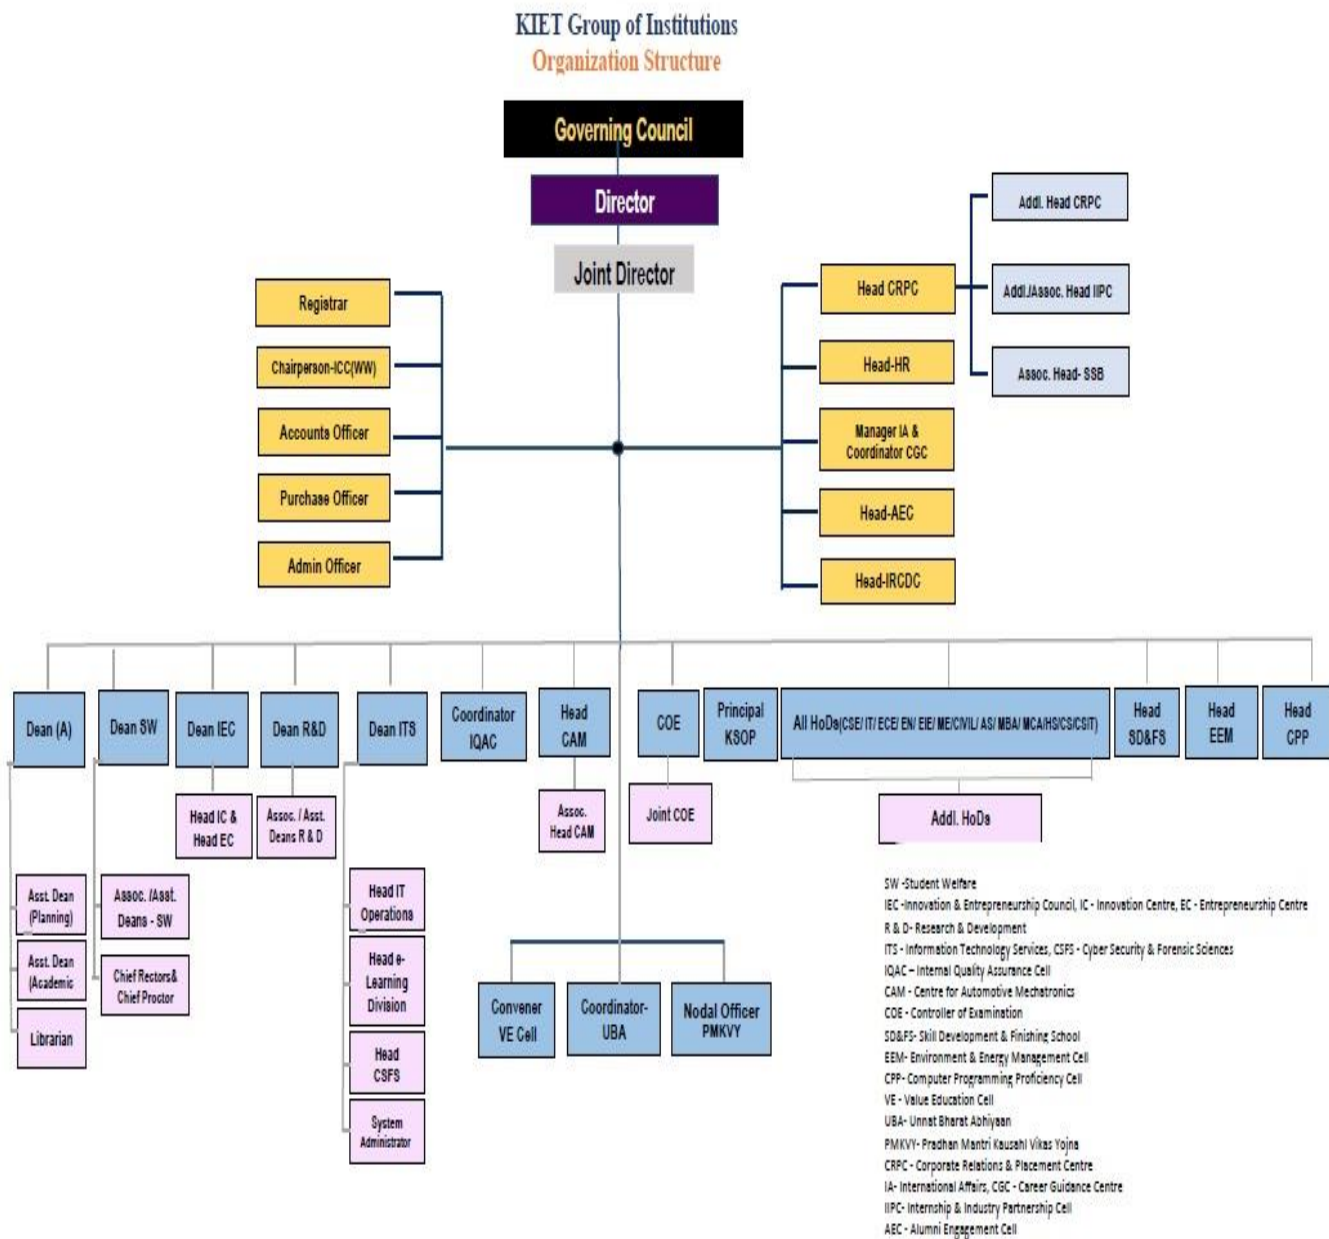 KIET Group of Institutions
Organization Structure
Governing Council
Director
Joint Director
Registrar
Chairperson-ICC(WW)
Accounts Officer
Purchase Officer
Admin Officer
Head CRPC
Head-HR
Manager IA &
Coordinator CGC
Head-AEC
Head-IRCDC
Addl. Head CRPC
Addl./Assoc. Head IIPC
Assoc. Head- SSB
Dean (A)
Dean SW
Dean IEC
Dean R&D
Dean ITS
Coordinator
IQAC
Head
CAM
COE
Principal
KSOP
All HoDs(CSE/ IT/ ECE/ EN/ EIE/ ME/CIVIL/ AS/ MBA/ MCA/HS/CS/CSIT)
Head
SD&FS
Head
EEM
Head
CPP
Head IC &
Head EC
Assoc. / Asst.
Deans R & D
Assoc.
Head CAM
Joint COE
Addl. HoDs
Asst. Dean
(Planning)
Asst. Dean
(Academic
Librarian
Assoc. /Asst.
Deans - SW
Chief Rectors&
Chief Proctor
Head IT
Operations
Head e-
Learning
Division
Head
CSFS
System
Administrator
Convener
VE Cell
Coordinator-
UBA
Nodal Officer
PMKVY
SW -Student Welfare
IEC -Innovation & Entrepreneurship Council, IC - Innovation Centre, EC - Entrepreneurship Centre
R & D- Research & Development
ITS - Information Technology Services, CSFS - Cyber Security & Forensic Sciences
IQAC – Internal Quality Assurance Cell
CAM - Centre for Automotive Mechatronics
COE - Controller of Examination
SD&FS- Skill Development & Finishing School
EEM- Environment & Energy Management Cell
CPP- Computer Programming Proficiency Cell
VE - Value Education Cell
UBA- Unnat Bharat Abhiyaan
PMKVY- Pradhan Mantri Kausahl Vikas Yojna
CRPC - Corporate Relations & Placement Centre
IA- International Affairs, CGC - Career Guidance Centre
IIPC- Internship & Industry Partnership Cell
AEC - Alumni Engagement Cell